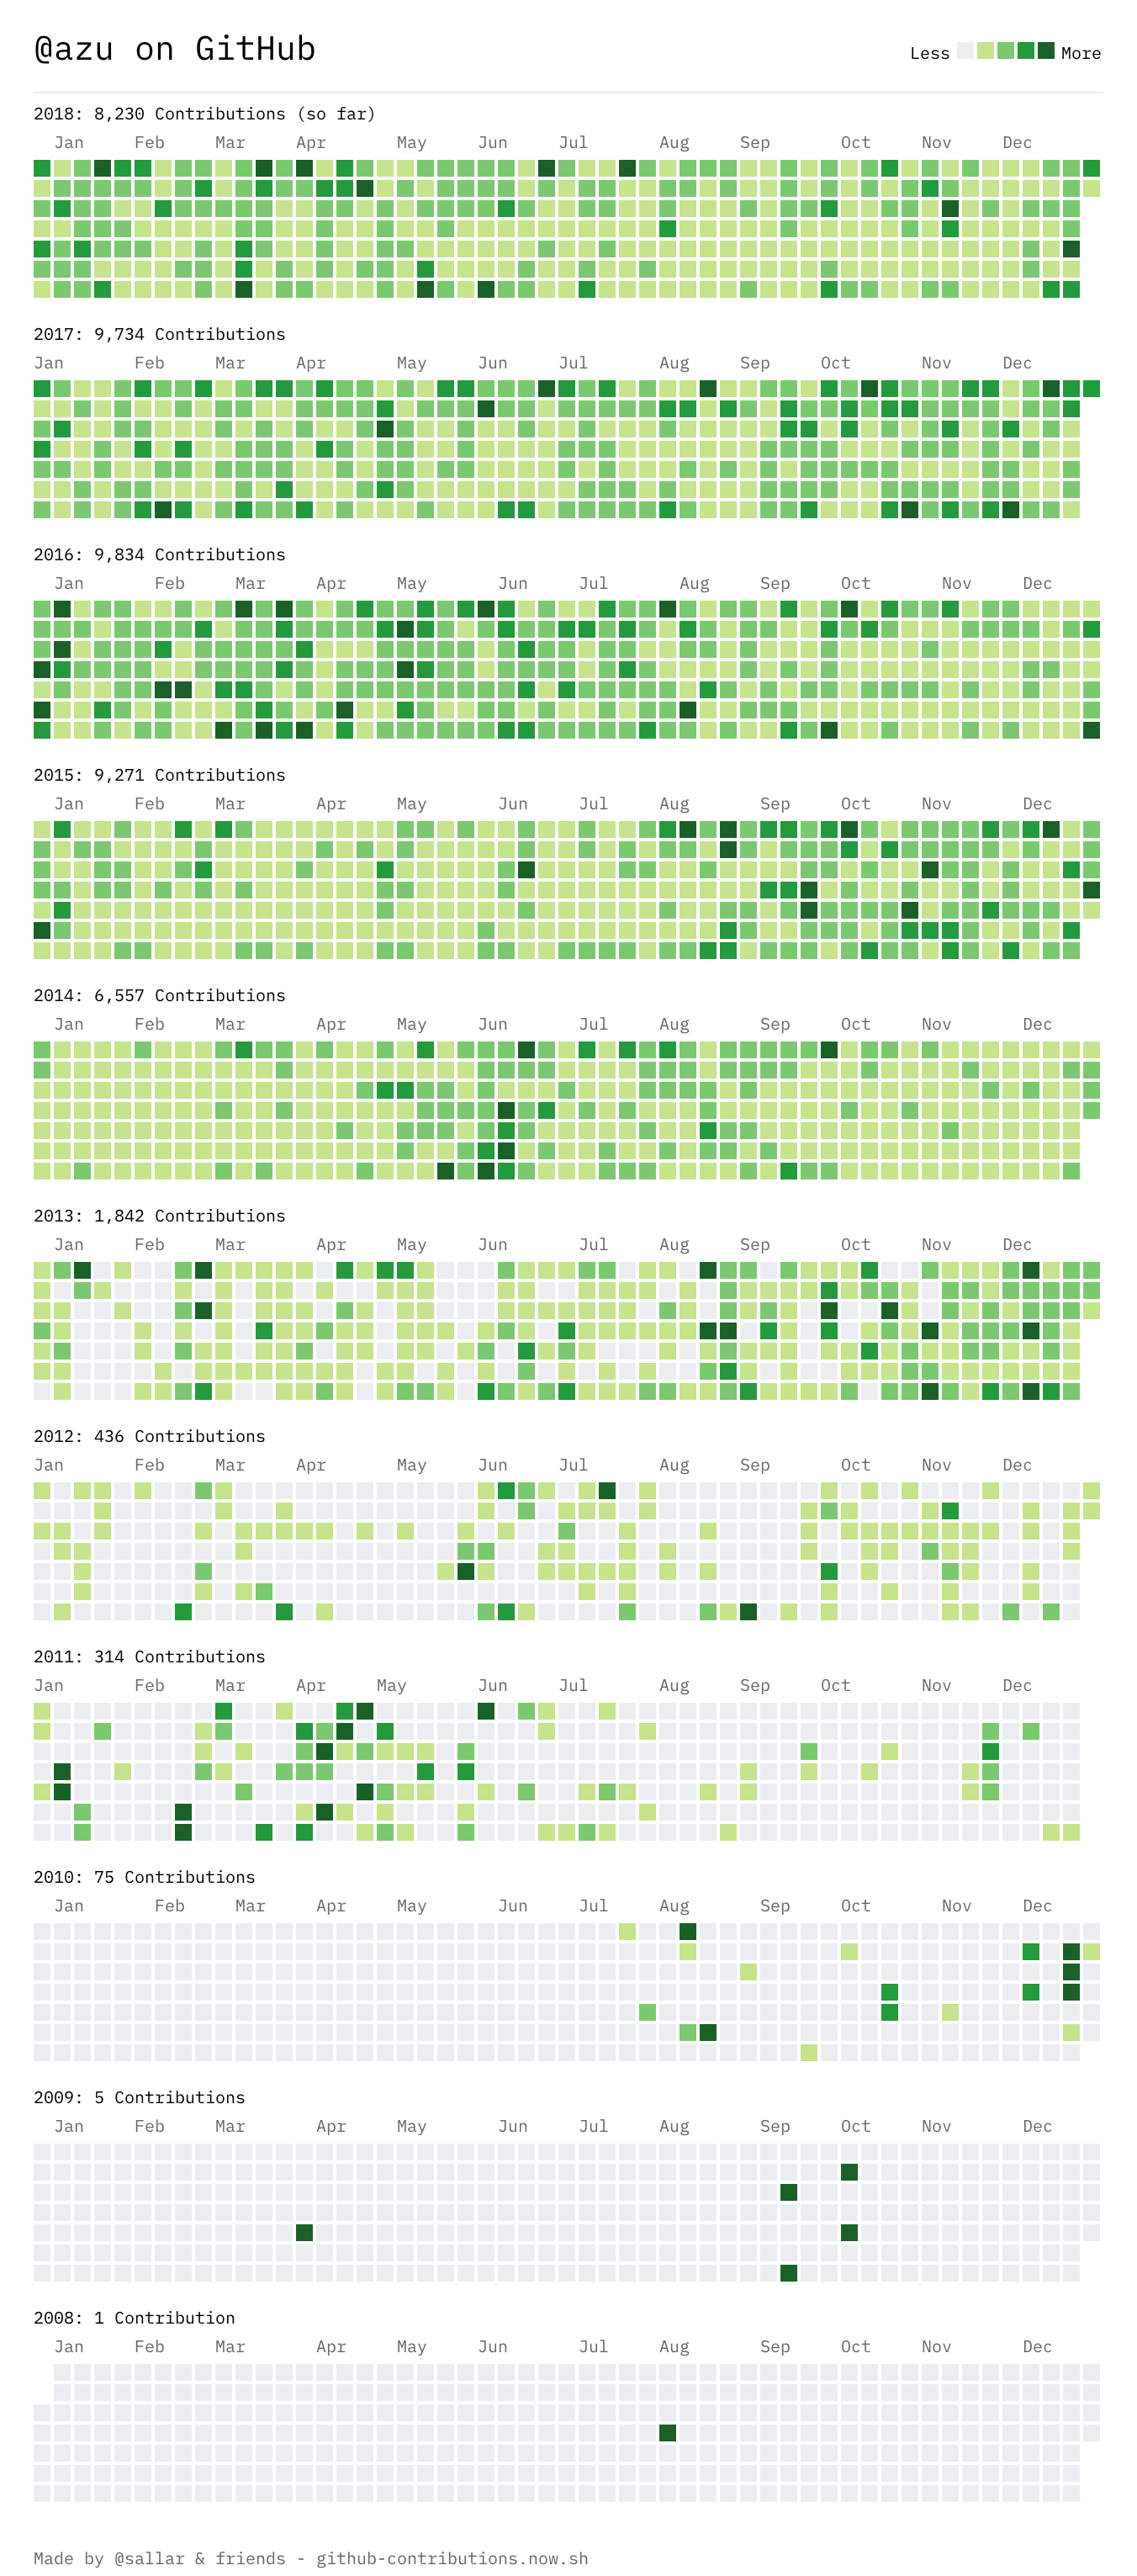 @azu on GitHub
Less More
2018: 8,230 Contributions (so far)
Jan Feb Mar Apr May Jun Jul Aug Sep Oct Nov Dec
2017: 9,734 Contributions
Jan Feb Mar Apr May Jun Jul Aug Sep Oct Nov Dec
2016: 9,834 Contributions
Jan Feb Mar Apr May Jun Jul Aug Sep Oct Nov Dec
2015: 9,271 Contributions
Jan Feb Mar Apr May Jun Jul Aug Sep Oct Nov Dec
2014: 6,557 Contributions
Jan Feb Mar Apr May Jun Jul Aug Sep Oct Nov Dec
2013: 1,842 Contributions
Jan Feb Mar Apr May Jun Jul Aug Sep Oct Nov Dec
2012: 436 Contributions
Jan Feb Mar Apr May Jun Jul Aug Sep Oct Nov Dec
2011: 314 Contributions
Jan Feb Mar Apr May Jun Jul Aug Sep Oct Nov Dec
2010: 75 Contributions
Jan Feb Mar Apr May Jun Jul Aug Sep Oct Nov Dec
2009: 5 Contributions
Jan Feb Mar Apr May Jun Jul Aug Sep Oct Nov Dec
2008: 1 Contribution
Jan Feb Mar Apr May Jun Jul Aug Sep Oct Nov Dec
Made by @sallar & friends - github-contributions.now.sh